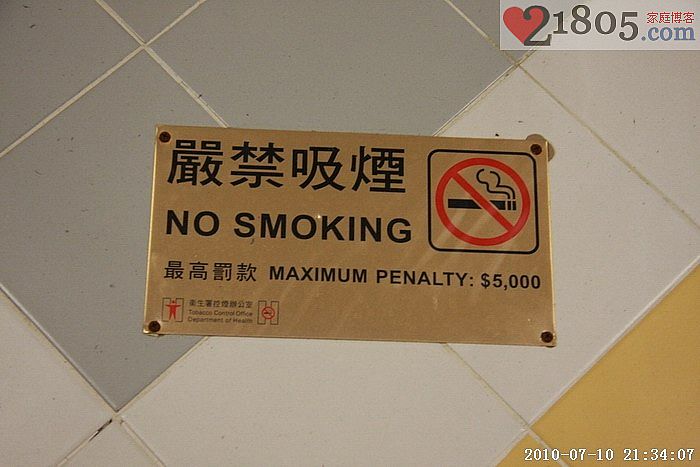 21805.com 家庭博客
嚴禁吸煙
NO SMOKING
最高罰款 MAXIMUM PENALTY: $5,000
衞生署控煙辦公室
Tobacco Control Office
Department of Health
2010-07-10 21:34:07